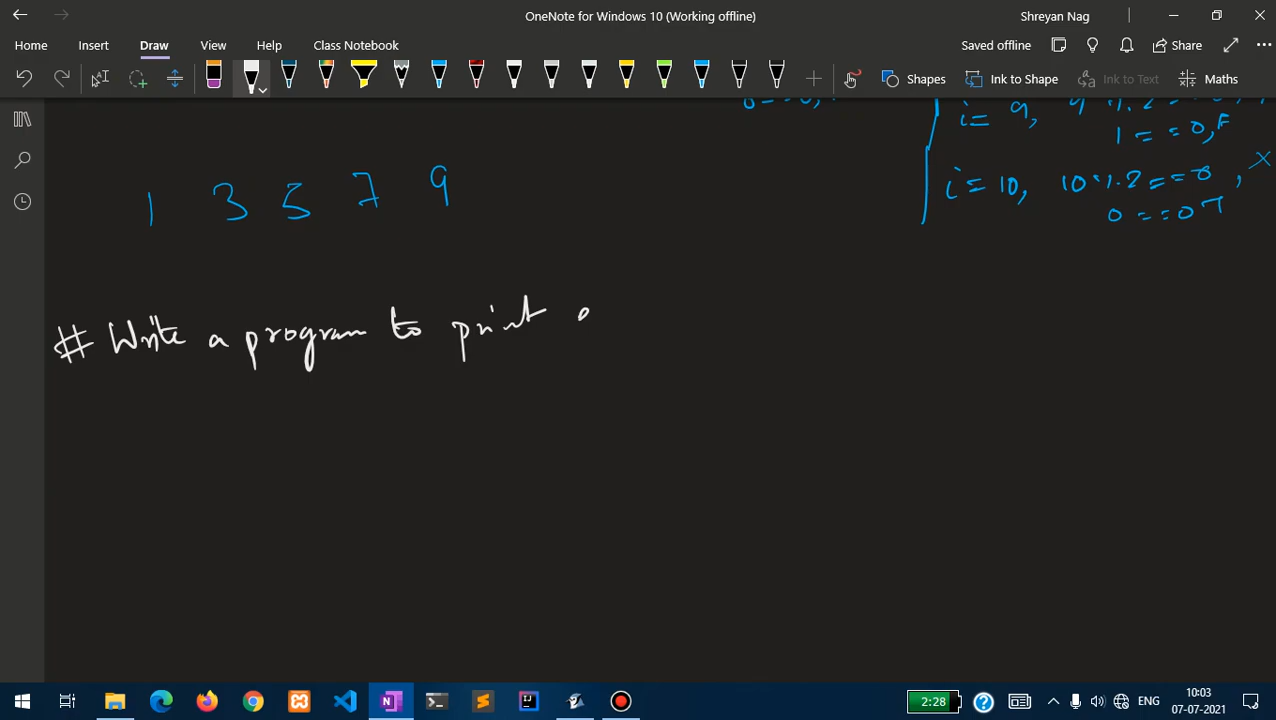 OneNote for Windows 10 (Working offline)
Shreyan Nag
Home Insert Draw View Help Class Notebook
Saved offline
Share
Shapes
Ink to Shape
Ink to Text
Maths
i= 9,
1 = = 0, F
i = 10, 10 % 2 == 0, X
0 = = 0 T
1 3 5 7 9
# Write a program to print o
2:28
ENG
10:03
07-07-2021